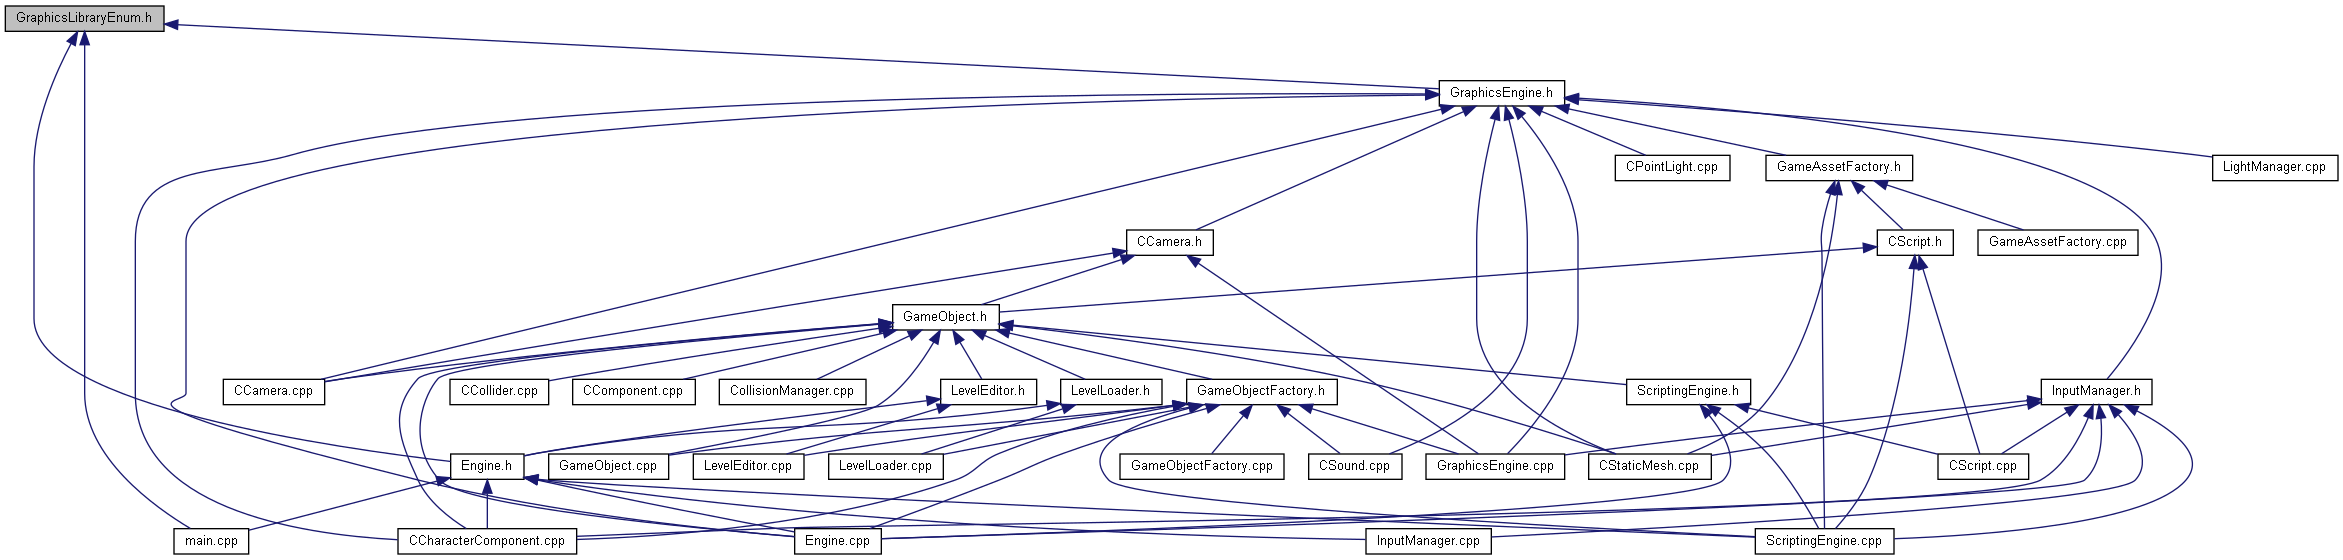 GraphicsLibraryEnum.h
GraphicsEngine.h
CPointLight.cpp
GameAssetFactory.h
LightManager.cpp
CCamera.h
CScript.h
GameAssetFactory.cpp
GameObject.h
CCamera.cpp
CCollider.cpp
CComponent.cpp
CollisionManager.cpp
LevelEditor.h
LevelLoader.h
GameObjectFactory.h
ScriptingEngine.h
InputManager.h
Engine.h
GameObject.cpp
LevelEditor.cpp
LevelLoader.cpp
GameObjectFactory.cpp
CSound.cpp
GraphicsEngine.cpp
CStaticMesh.cpp
CScript.cpp
main.cpp
CCharacterComponent.cpp
Engine.cpp
InputManager.cpp
ScriptingEngine.cpp